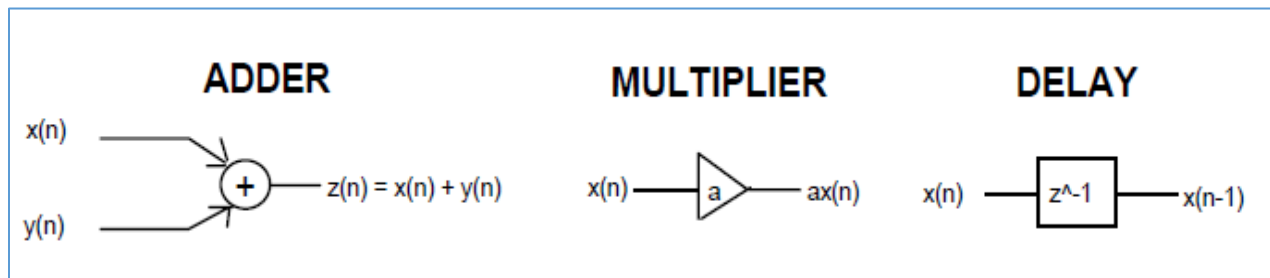 ADDER
MULTIPLIER
DELAY
x(n)
y(n)
+
z(n) = x(n) + y(n)
x(n)
a
ax(n)
x(n)
z^-1
x(n-1)